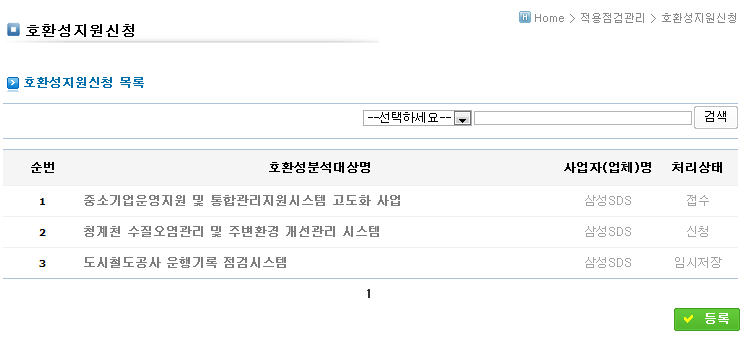 호환성지원신청
Home > 적용점검관리 > 호환성지원신청
호환성지원신청 목록
--선택하세요-- 검색
순번 호환성분석대상명 사업자(업체)명 처리상태
1 중소기업운영지원 및 통합관리지원시스템 고도화 사업 삼성SDS 접수
2 청계천 수질오염관리 및 주변환경 개선관리 시스템 삼성SDS 신청
3 도시철도공사 운행기록 점검시스템 삼성SDS 임시저장
1
등록